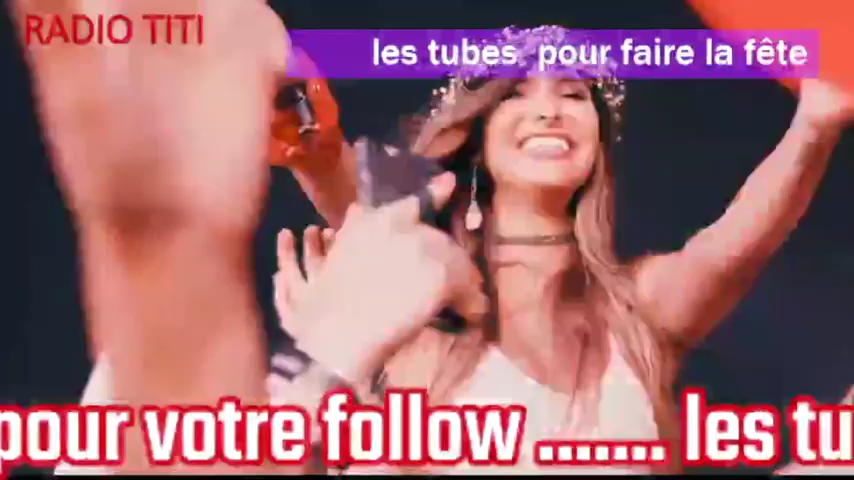 RADIO TITI
les tubes pour faire la fête
pour votre follow ....... les tu